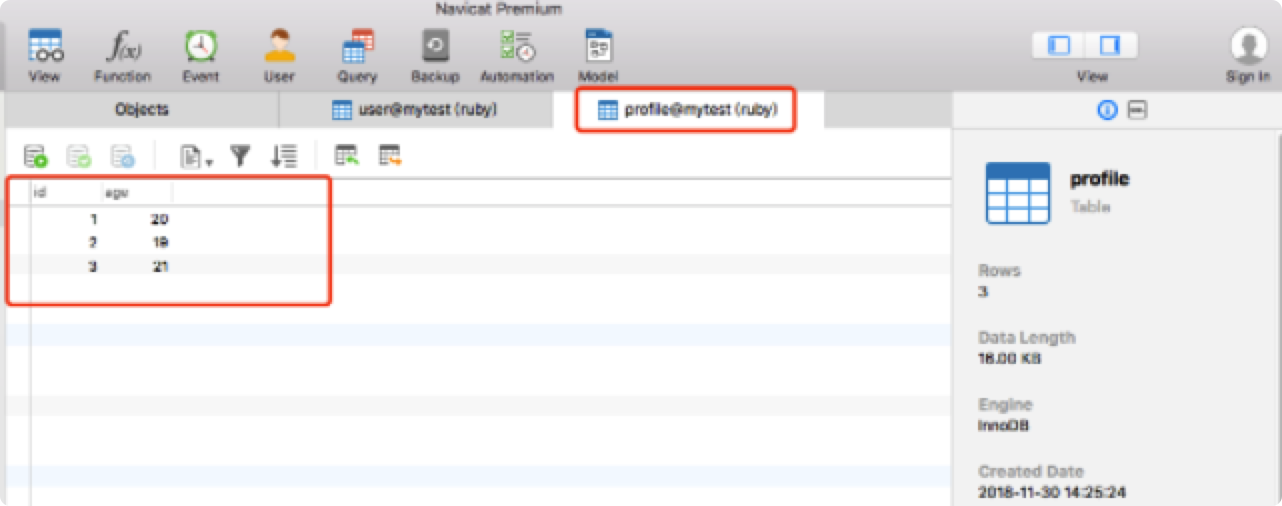 Navicat Premium
View Function Event User Query Backup Automation Model View Sign In
Objects user@mytest (ruby) profile@mytest (ruby)
id age
1 20
2 19
3 21
profile
Table
Rows
3
Data Length
16.00 KB
Engine
InnoDB
Created Date
2018-11-30 14:25:24